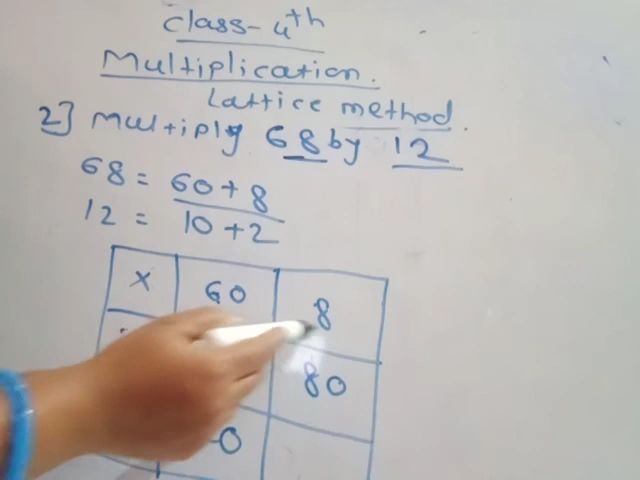 Class-4th
Multiplication.
Lattice method.
2] Multiply 68 by 12
68 = 60+8
12 = 10+2
x 60 8
80